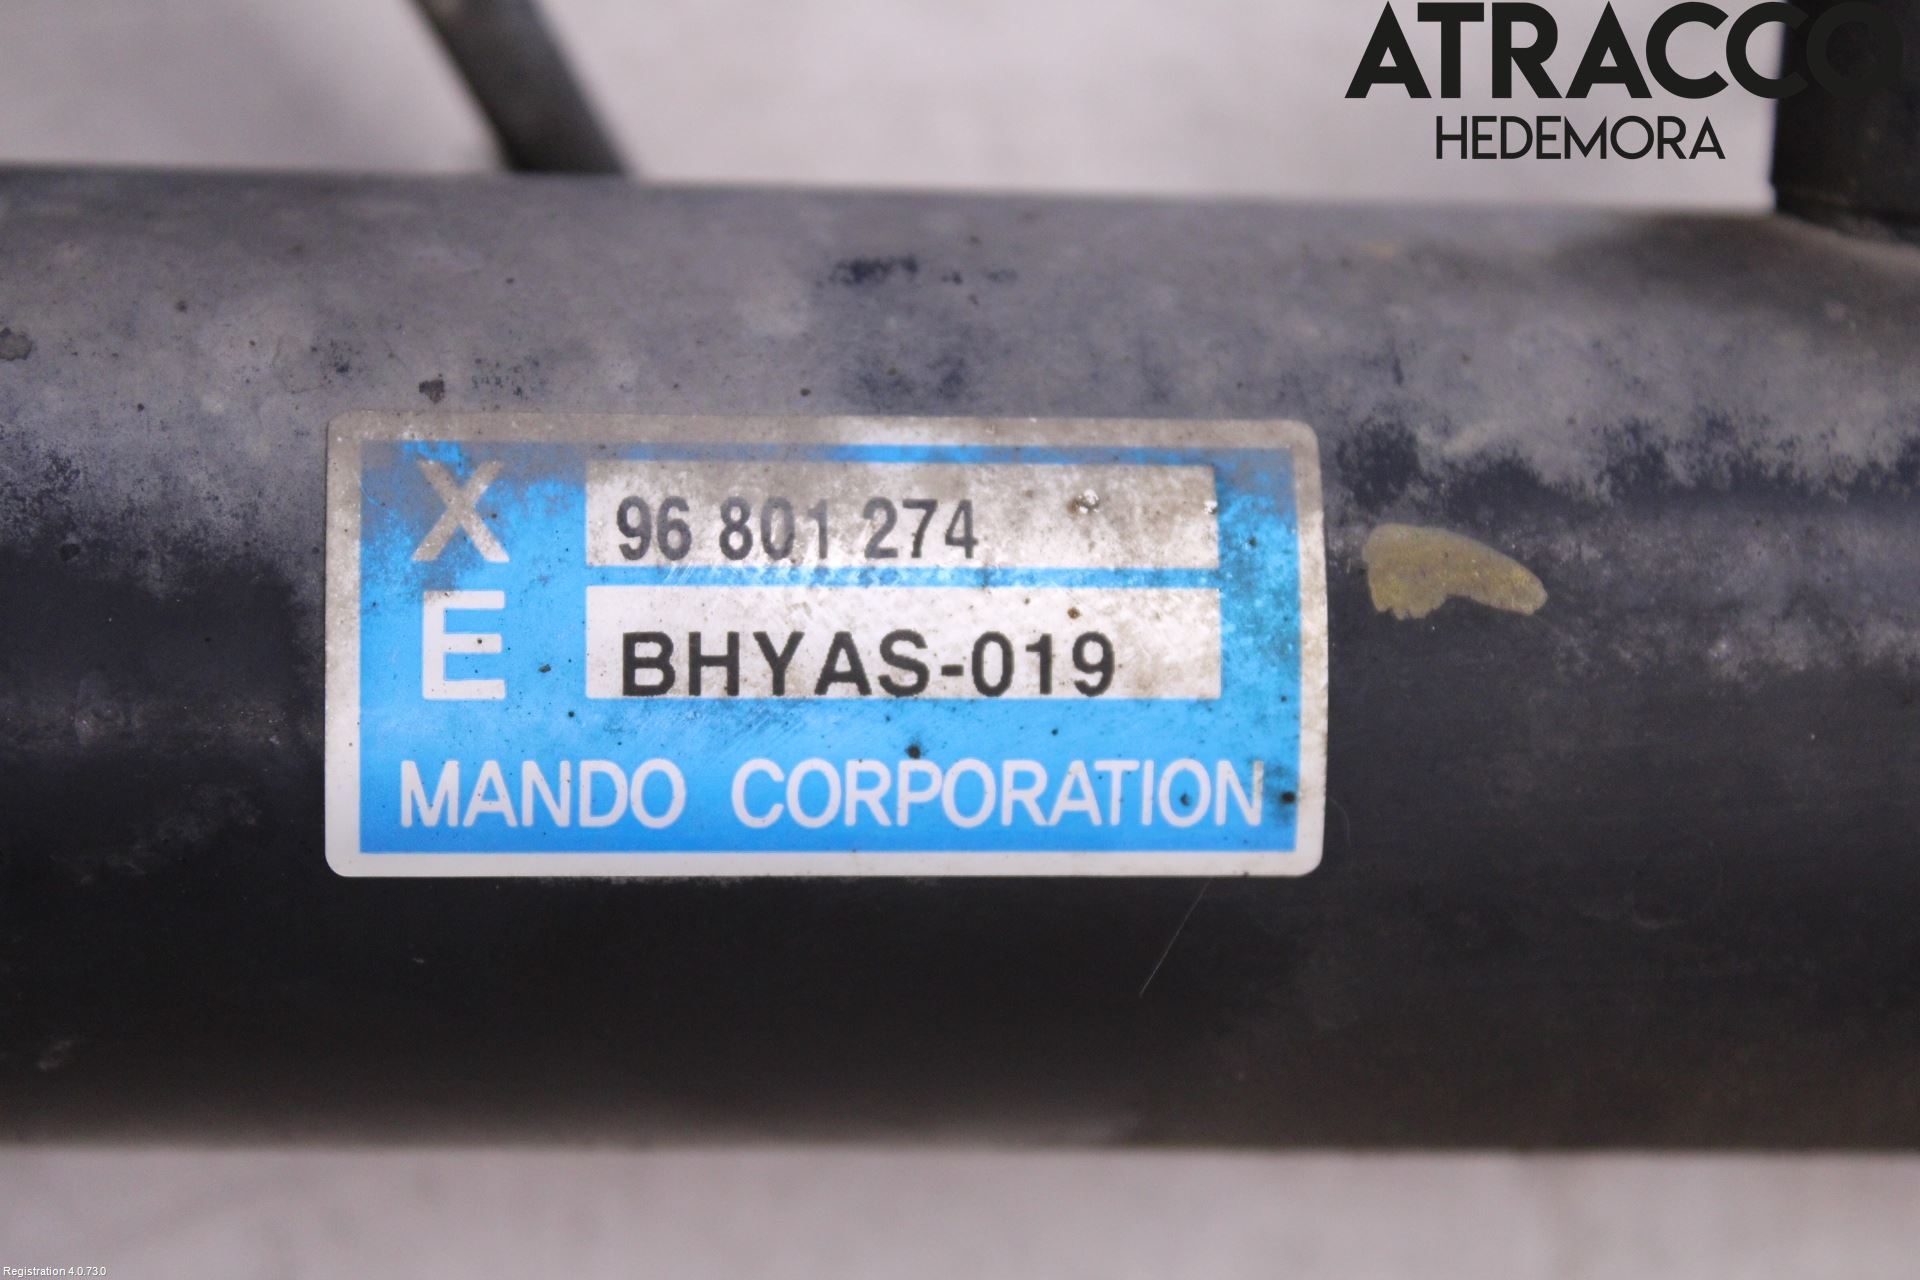 ATRACCO
HEDEMORA
X
96 801 274
E
BHYAS-019
MANDO CORPORATION
Registration 4.0.73.0